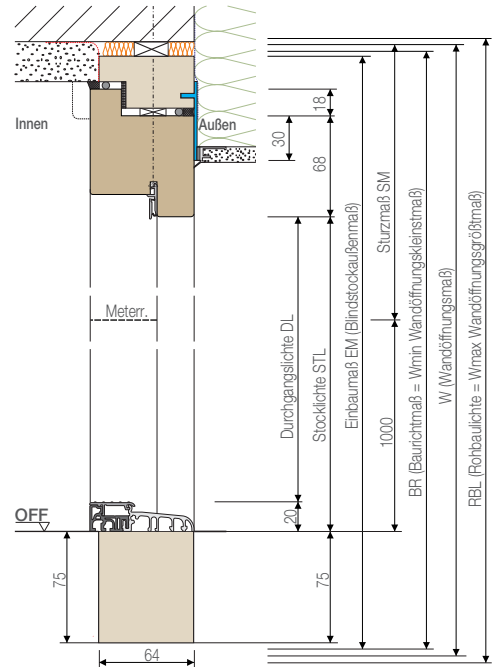 Innen
Außen
18
30
68
Sturzmaß SM
Meterr.
Durchgangslichte DL
Stocklichte STL
Einbaumaß EM (Blindstockaußenmaß)
1000
BR (Baurichtmaß = Wmin Wandöffnungskleinstmaß)
W (Wandöffnungsmaß)
RBL (Rohbaulichte = Wmax Wandöffnungsgrößtmaß)
OFF
20
75
75
64